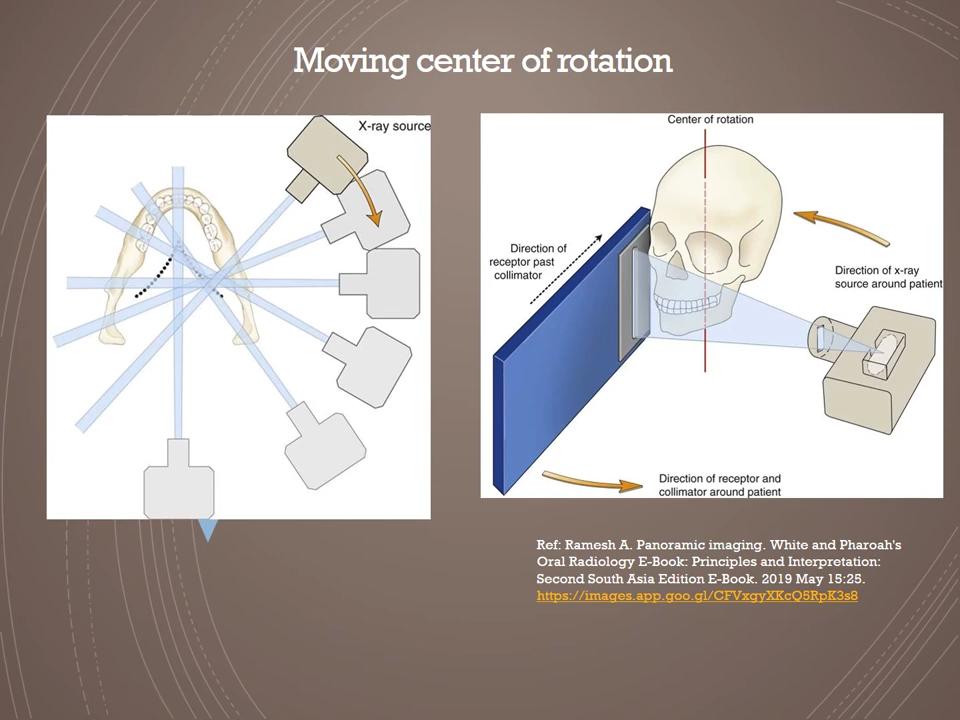 Moving center of rotation
X-ray source
Center of rotation
Direction of
receptor past
collimator
Direction of x-ray
source around patient
Direction of receptor and
collimator around patient
Ref: Ramesh A. Panoramic imaging. White and Pharoah's
Oral Radiology E-Book: Principles and Interpretation:
Second South Asia Edition E-Book. 2019 May 15:25.
https://images.app.goo.gl/CFVxgyXKcQ5RpK3s8